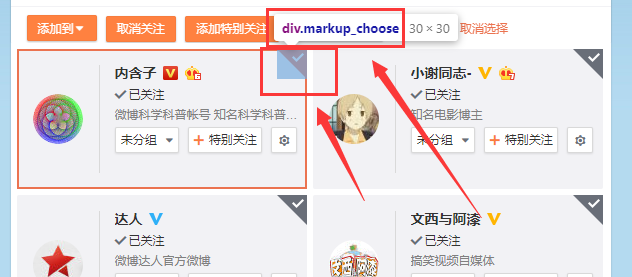 添加到 取消关注 添加特别关注 div.markup_choose 30 × 30 取消选择
内含子
已关注
微博科学科普帐号 知名科学科普...
未分组 + 特别关注
小谢同志-
已关注
知名电影博主
未分组 + 特别关注
达人
已关注
微博达人官方微博
文西与阿漆
已关注
搞笑视频自媒体